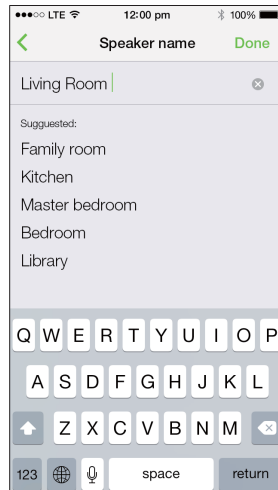 LTE 12:00 pm 100%
Speaker name Done
Living Room
Sugguested:
Family room
Kitchen
Master bedroom
Bedroom
Library
Q W E R T Y U I O P
A S D F G H J K L
Z X C V B N M
123 space return